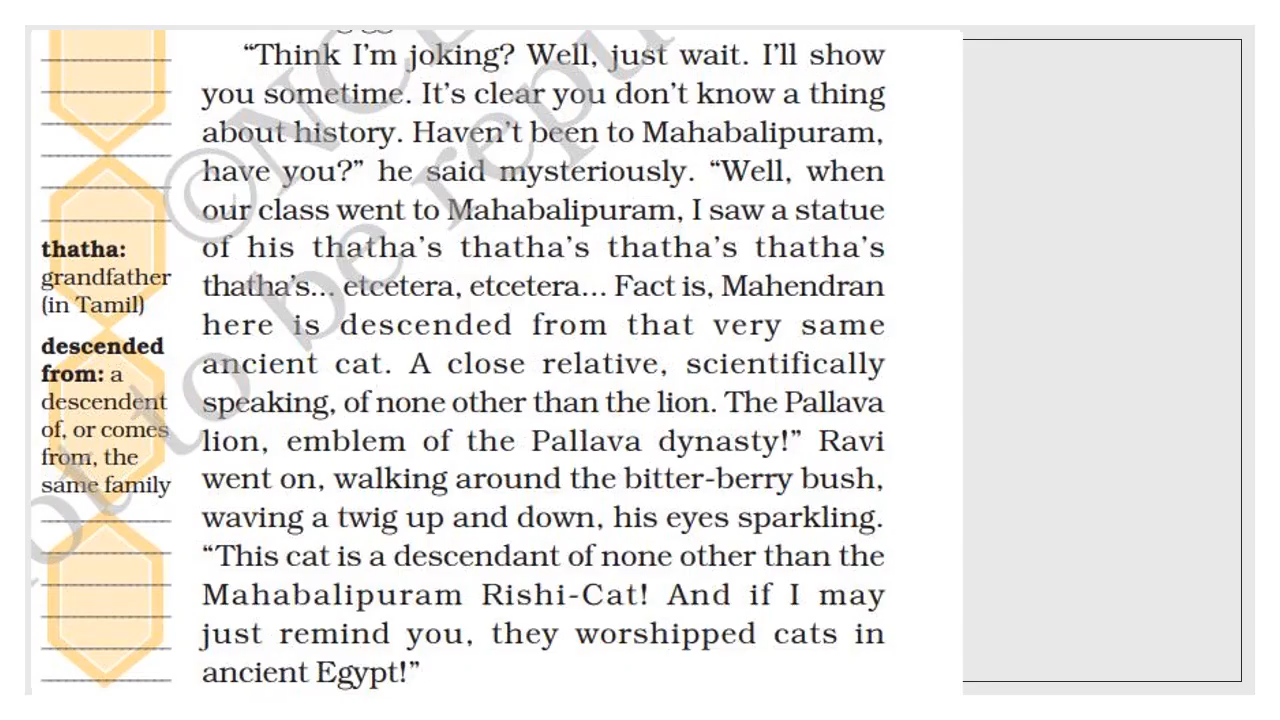 “Think I’m joking? Well, just wait. I’ll show
you sometime. It’s clear you don’t know a thing
about history. Haven’t been to Mahabalipuram,
have you?” he said mysteriously. “Well, when
our class went to Mahabalipuram, I saw a statue
of his thatha’s thatha’s thatha’s thatha’s
thatha’s... etcetera, etcetera... Fact is, Mahendran
here is descended from that very same
ancient cat. A close relative, scientifically
speaking, of none other than the lion. The Pallava
lion, emblem of the Pallava dynasty!” Ravi
went on, walking around the bitter-berry bush,
waving a twig up and down, his eyes sparkling.
“This cat is a descendant of none other than the
Mahabalipuram Rishi-Cat! And if I may
just remind you, they worshipped cats in
ancient Egypt!”
thatha:
grandfather
(in Tamil)
descended
from: a
descendent
of, or comes
from, the
same family
to be